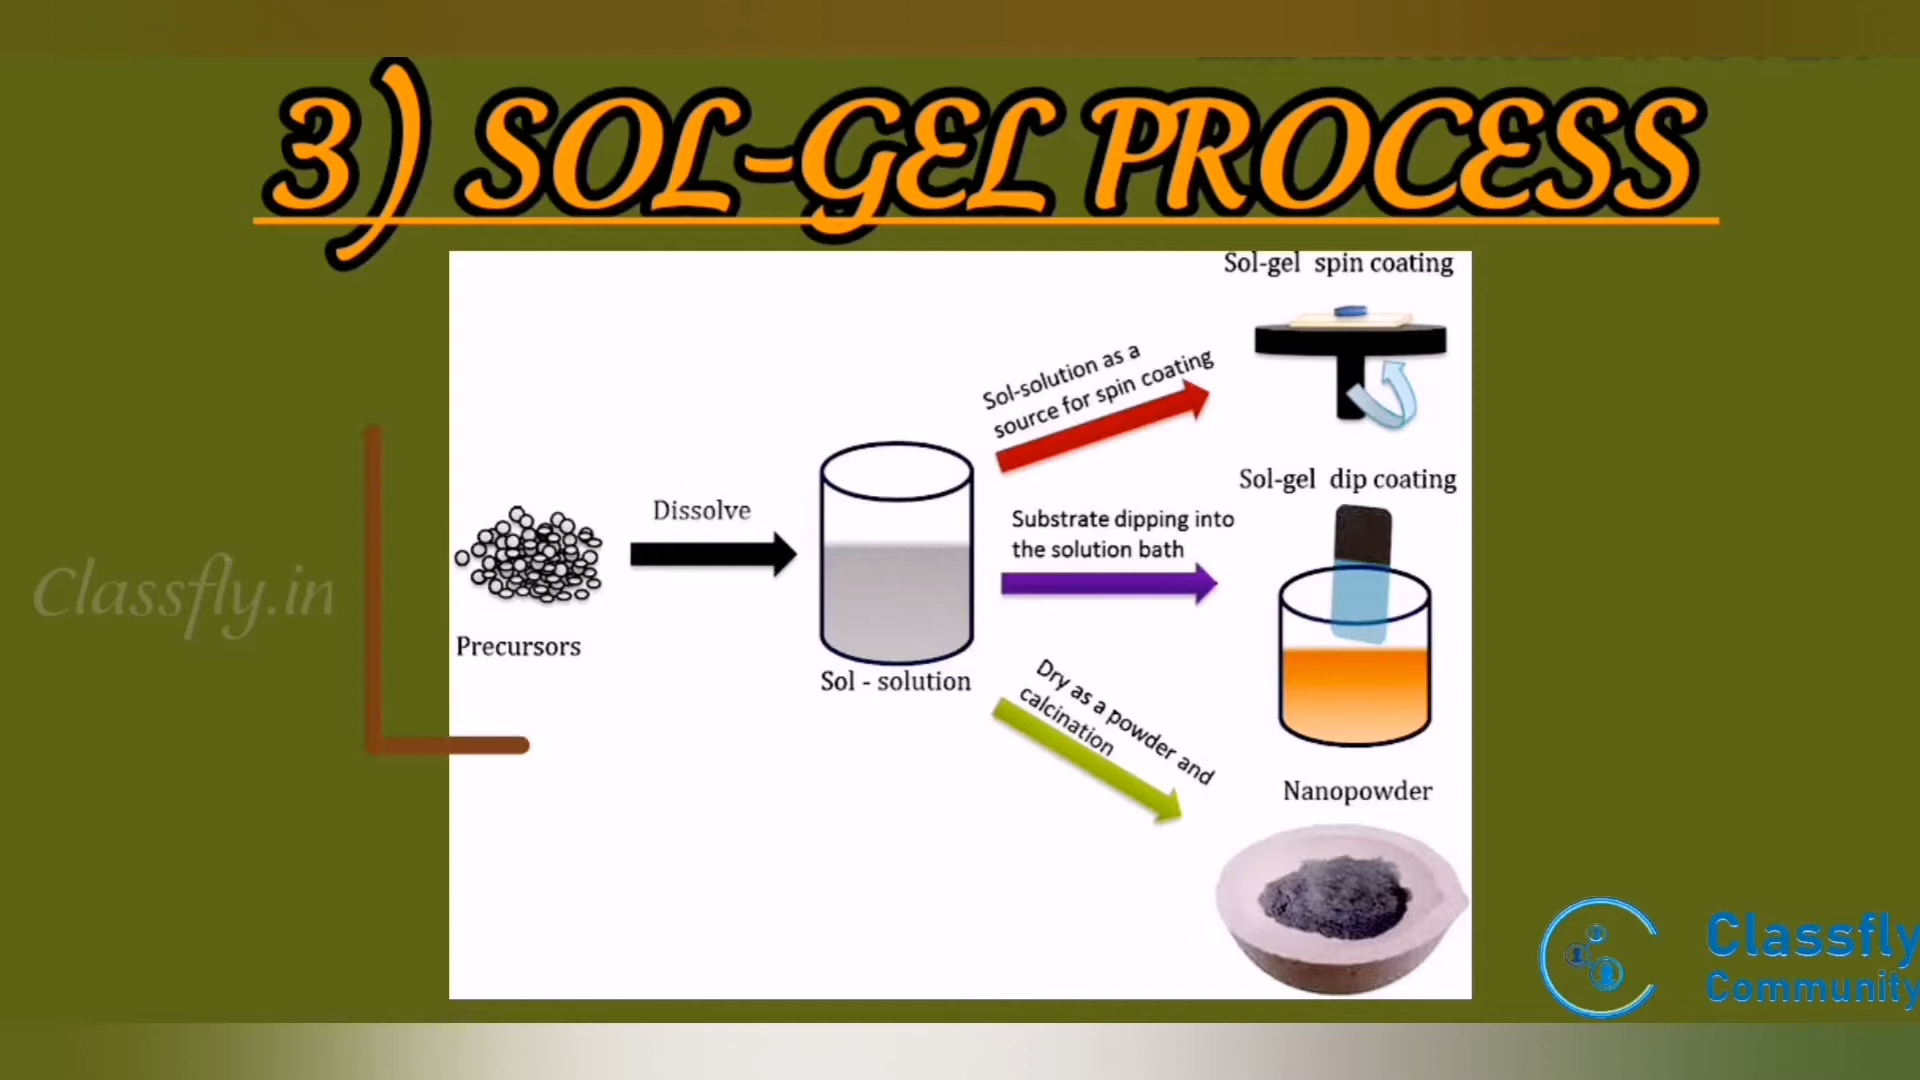 3) SOL-GEL PROCESS
Sol-gel spin coating
Sol-solution as a
source for spin coating
Sol-gel dip coating
Dissolve
Substrate dipping into
the solution bath
Classfly.in
Precursors
Sol - solution
Dry as a powder and
calcination
Nanopowder
Classfly
Community